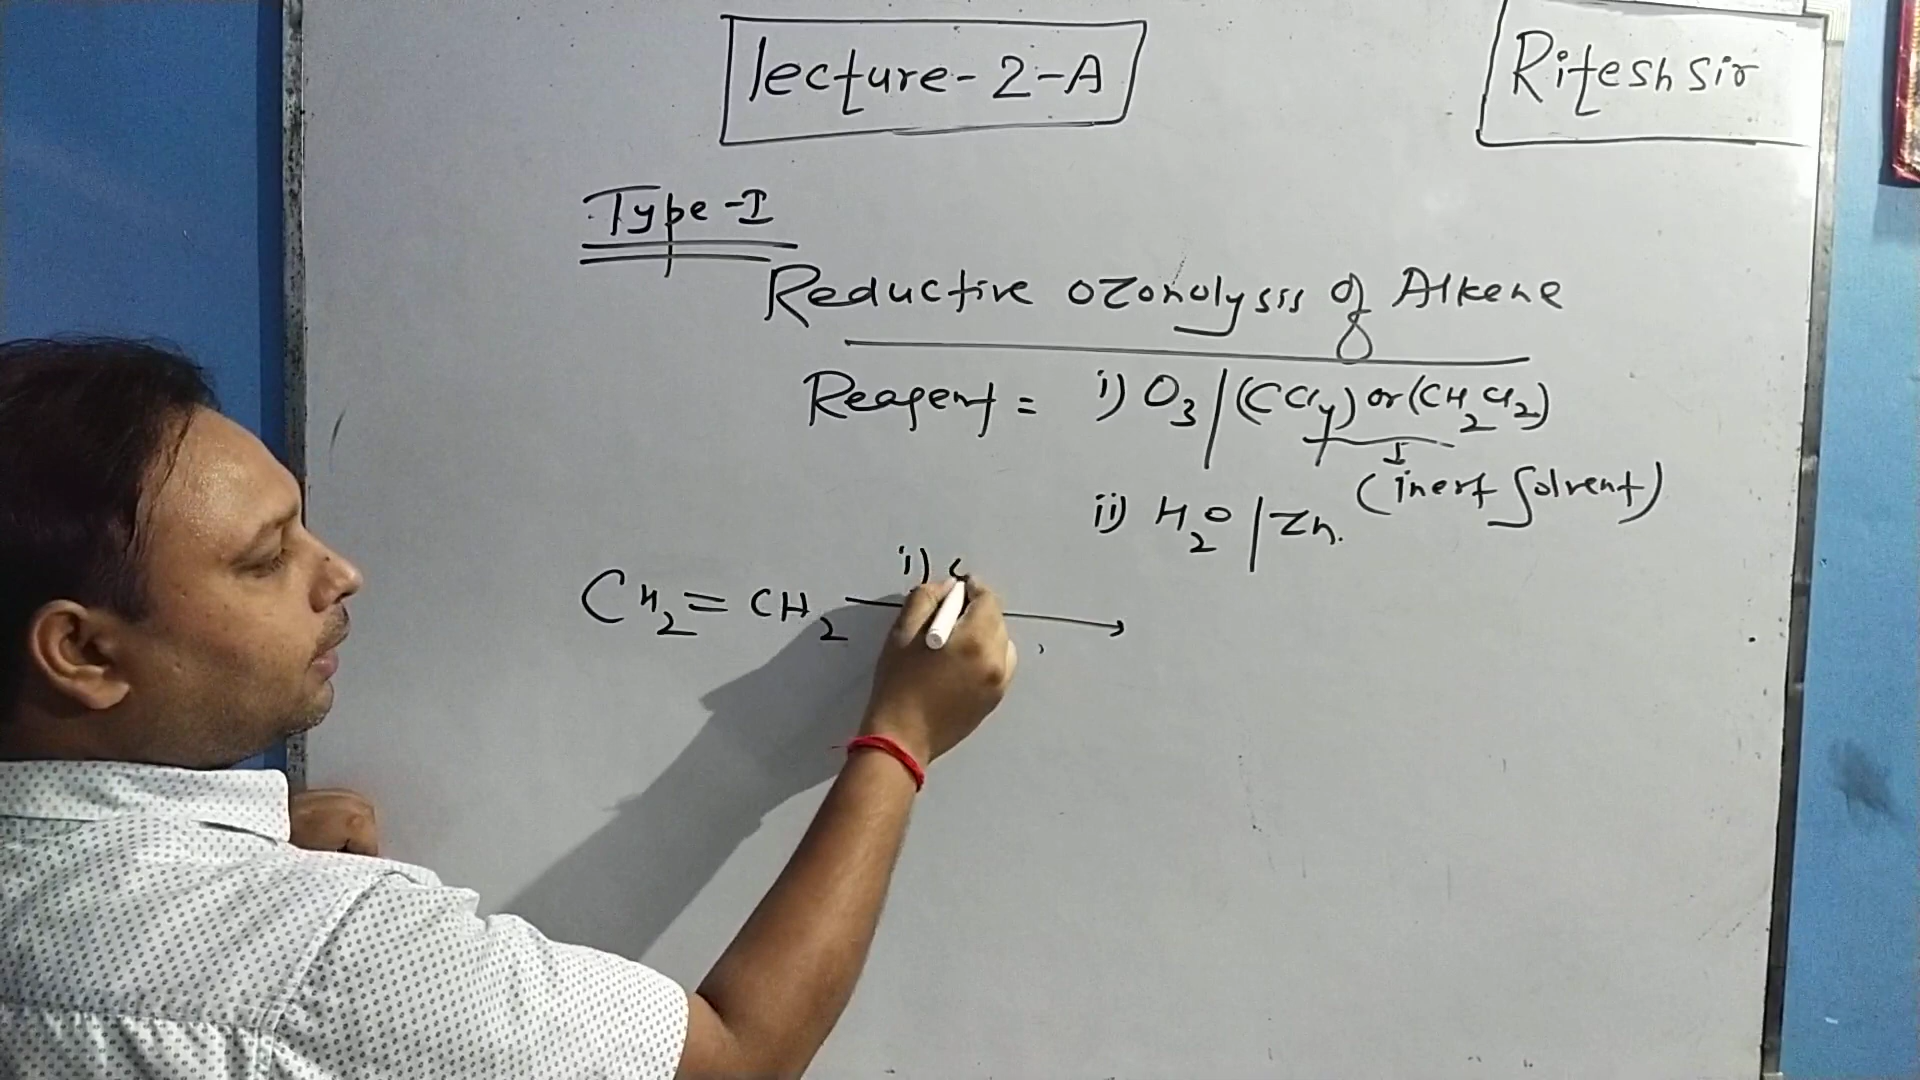 lecture-2-A
Ritesh Sir
Type-I
Reductive ozonolysis of Alkene
Reagent = i) O3 | (CCl4) or (CH2Cl2)
(inert Solvent)
ii) H2O | Zn.
CH2 = CH2
i)